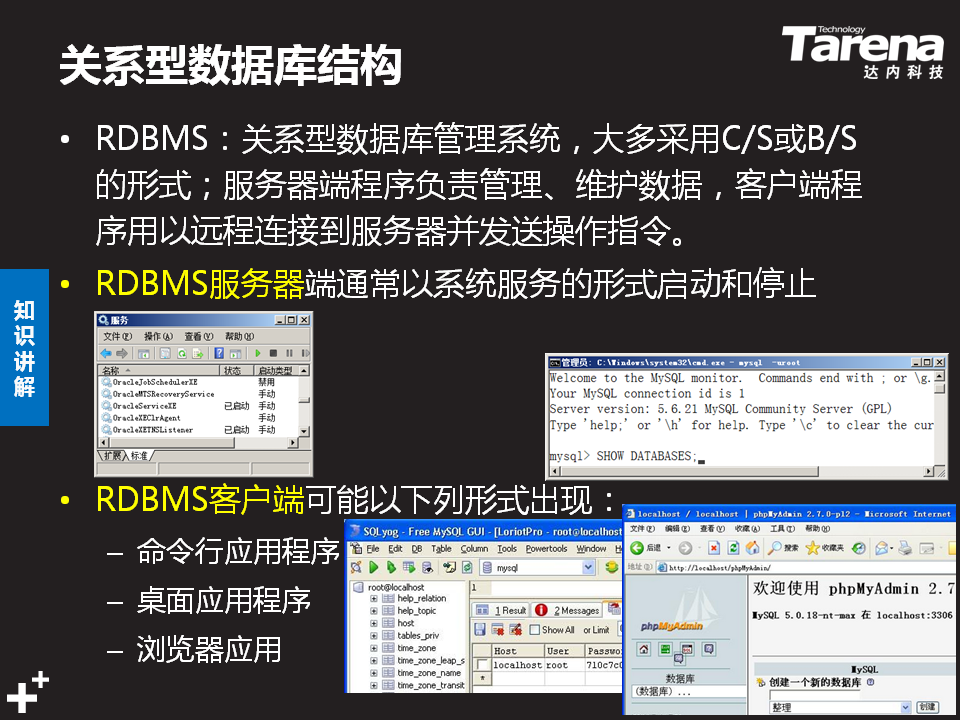 关系型数据库结构
Technology
Tarena
达内科技
• RDBMS：关系型数据库管理系统，大多采用C/S或B/S
的形式；服务器端程序负责管理、维护数据，客户端程
序用以远程连接到服务器并发送操作指令。
• RDBMS服务器端通常以系统服务的形式启动和停止
知识讲解
服务
文件(F) 操作(A) 查看(V) 帮助(H)
名称 状态 启动类型
OracleJobSchedulerXE 禁用
OracleMTSRecoveryService 手动
OracleServiceXE 已启动 手动
OracleXEClrAgent 手动
OracleXETNSListener 已启动 手动
扩展 标准
管理员: C:\Windows\system32\cmd.exe - mysql -uroot
Welcome to the MySQL monitor. Commands end with ; or \g.
Your MySQL connection id is 1
Server version: 5.6.21 MySQL Community Server (GPL)
Type 'help;' or '\h' for help. Type '\c' to clear the cur
mysql> SHOW DATABASES;
• RDBMS客户端可能以下列形式出现：
– 命令行应用程序
– 桌面应用程序
– 浏览器应用
SQLyog - Free MySQL GUI - [LoriotPro - root@localhost
File Edit DB Table Column Tools Powertools Window H
mysql
root@localhost
help_relation
help_topic
host
tables_priv
time_zone
time_zone_leap_s
time_zone_name
time_zone_transit
1
1 Result 2 Messages
Show All or Limit
Host User Passwo
localhost root 710c7c0
*
localhost / localhost | phpMyAdmin 2.7.0-pl2 - Microsoft Internet
文件(F) 编辑(E) 查看(V) 收藏(A) 工具(T) 帮助(H)
后退 搜索 收藏夹
地址(D) http://localhost/phpMyAdmin/
phpMyAdmin
数据库
(数据库) ...
欢迎使用 phpMyAdmin 2.7
MySQL 5.0.18-nt-max 在 localhost:3306
MySQL
创建一个新的数据库
整理 创建